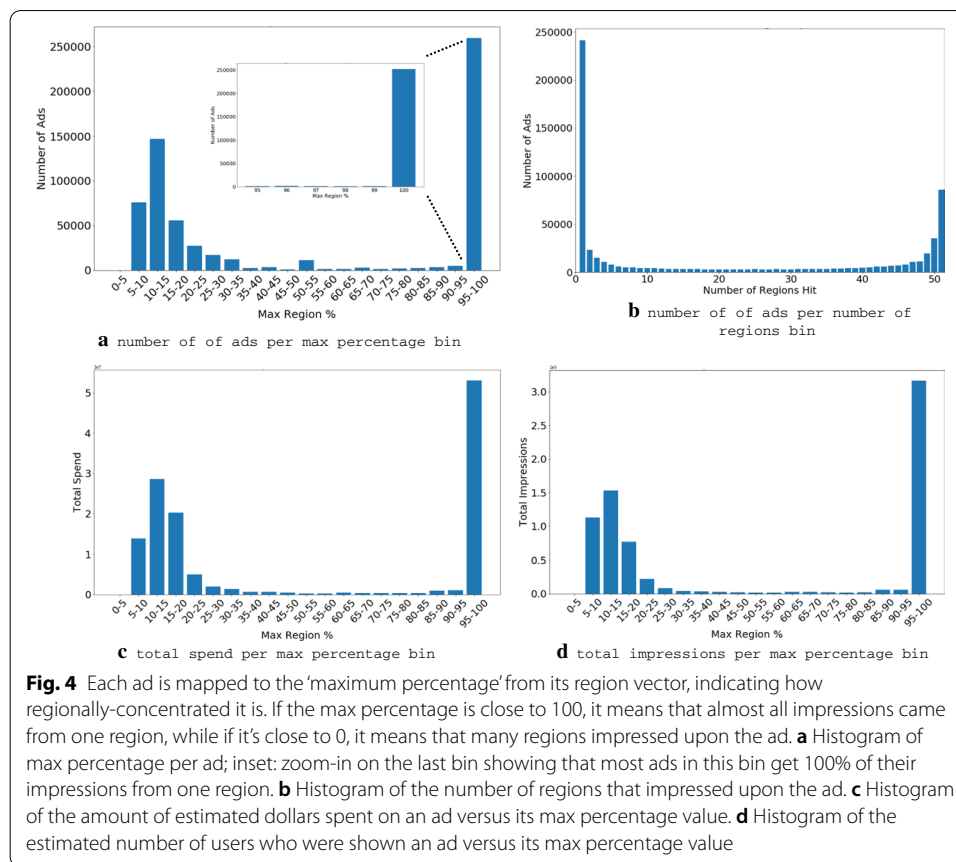 250000
200000
150000
100000
50000
0
Number of Ads
250000
200000
150000
100000
50000
0
Number of Ads
95 96 97 98 99 100
Max Region %
0-5 5-10 10-15 15-20 20-25 25-30 30-35 35-40 40-45 45-50 50-55 55-60 60-65 65-70 70-75 75-80 80-85 85-90 90-95 95-100
Max Region %
a number of of ads per max percentage bin
250000
200000
150000
100000
50000
0
Number of Ads
0 10 20 30 40 50
Number of Regions Hit
b number of of ads per number of
regions bin
1e7
5
4
3
2
1
0
Total Spend
0-5 5-10 10-15 15-20 20-25 25-30 30-35 35-40 40-45 45-50 50-55 55-60 60-65 65-70 70-75 75-80 80-85 85-90 90-95 95-100
Max Region %
c total spend per max percentage bin
3.0
2.5
2.0
1.5
1.0
0.5
0.0
Total Impressions
0-5 5-10 10-15 15-20 20-25 25-30 30-35 35-40 40-45 45-50 50-55 55-60 60-65 65-70 70-75 75-80 80-85 85-90 90-95 95-100
Max Region %
d total impressions per max percentage bin
Fig. 4 Each ad is mapped to the ‘maximum percentage’ from its region vector, indicating how
regionally-concentrated it is. If the max percentage is close to 100, it means that almost all impressions came
from one region, while if it’s close to 0, it means that many regions impressed upon the ad. a Histogram of
max percentage per ad; inset: zoom-in on the last bin showing that most ads in this bin get 100% of their
impressions from one region. b Histogram of the number of regions that impressed upon the ad. c Histogram
of the amount of estimated dollars spent on an ad versus its max percentage value. d Histogram of the
estimated number of users who were shown an ad versus its max percentage value